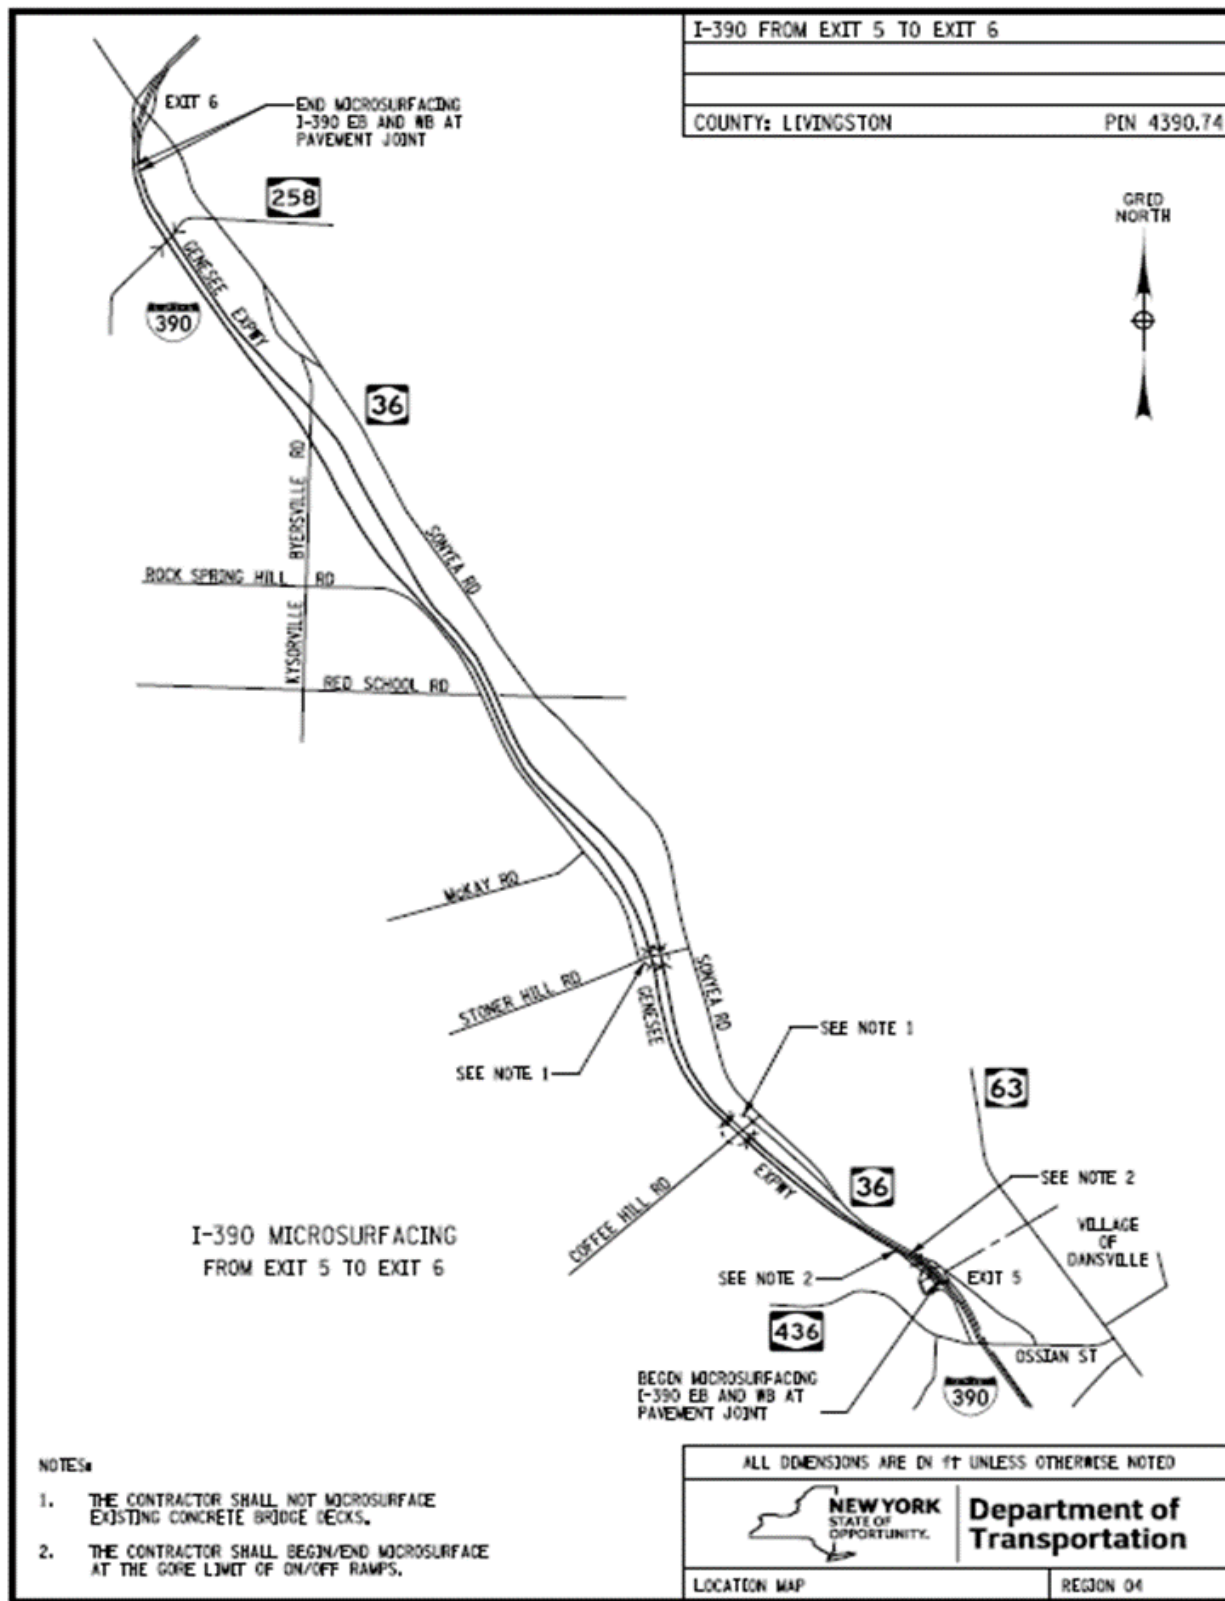 I-390 FROM EXIT 5 TO EXIT 6
COUNTY: LIVINGSTON
PIN 4390.74
EXIT 6
END MICROSURFACING
I-390 EB AND WB AT
PAVEMENT JOINT
258
GRID
NORTH
GENESEE EXPWY
390
36
BYERSVILLE RD
SONYEA RD
ROCK SPRING HILL RD
KYSORVILLE
RED SCHOOL RD
McKAY RD
STONER HILL RD
GENESEE
SONYEA RD
SEE NOTE 1
SEE NOTE 1
63
COFFEE HILL RD
EXPWY
36
SEE NOTE 2
VILLAGE
OF
DANSVILLE
I-390 MICROSURFACING
FROM EXIT 5 TO EXIT 6
SEE NOTE 2
EXIT 5
436
OSSIAN ST
BEGIN MICROSURFACING
I-390 EB AND WB AT
PAVEMENT JOINT
390
NOTES:
1. THE CONTRACTOR SHALL NOT MICROSURFACE
EXISTING CONCRETE BRIDGE DECKS.
2. THE CONTRACTOR SHALL BEGIN/END MICROSURFACE
AT THE GORE LIMIT OF ON/OFF RAMPS.
ALL DIMENSIONS ARE IN ft UNLESS OTHERWISE NOTED
NEW YORK
STATE OF
OPPORTUNITY.
Department of
Transportation
LOCATION MAP
REGION 04